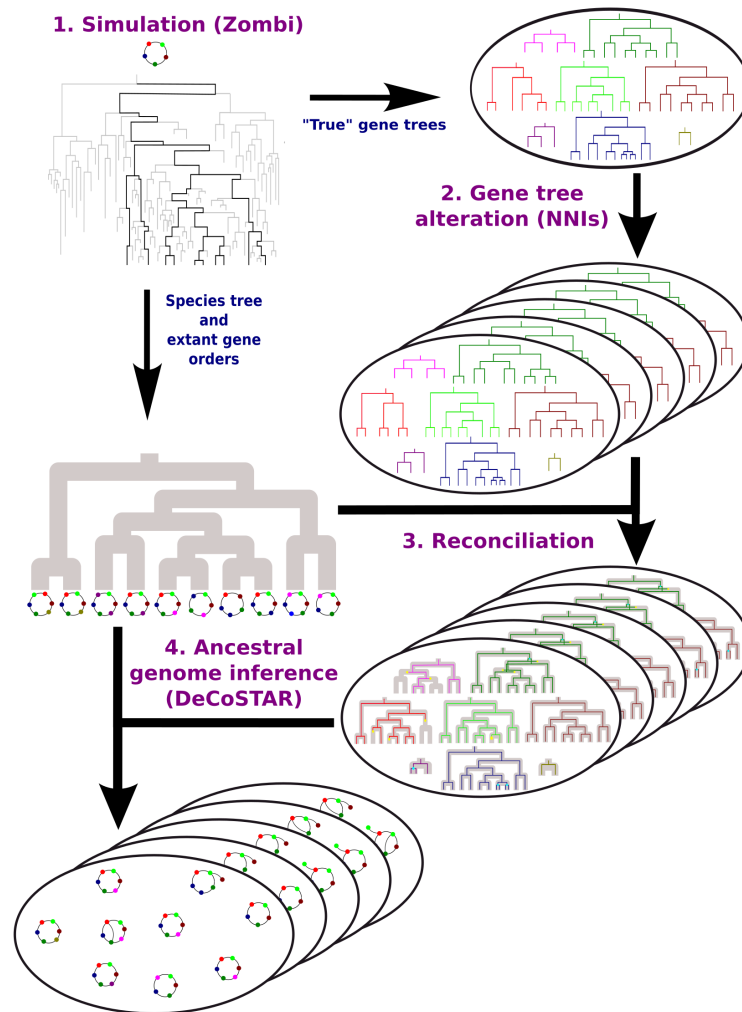 1. Simulation (Zombi)
"True" gene trees
2. Gene tree
alteration (NNIs)
Species tree
and
extant gene
orders
3. Reconciliation
4. Ancestral
genome inference
(DeCoSTAR)